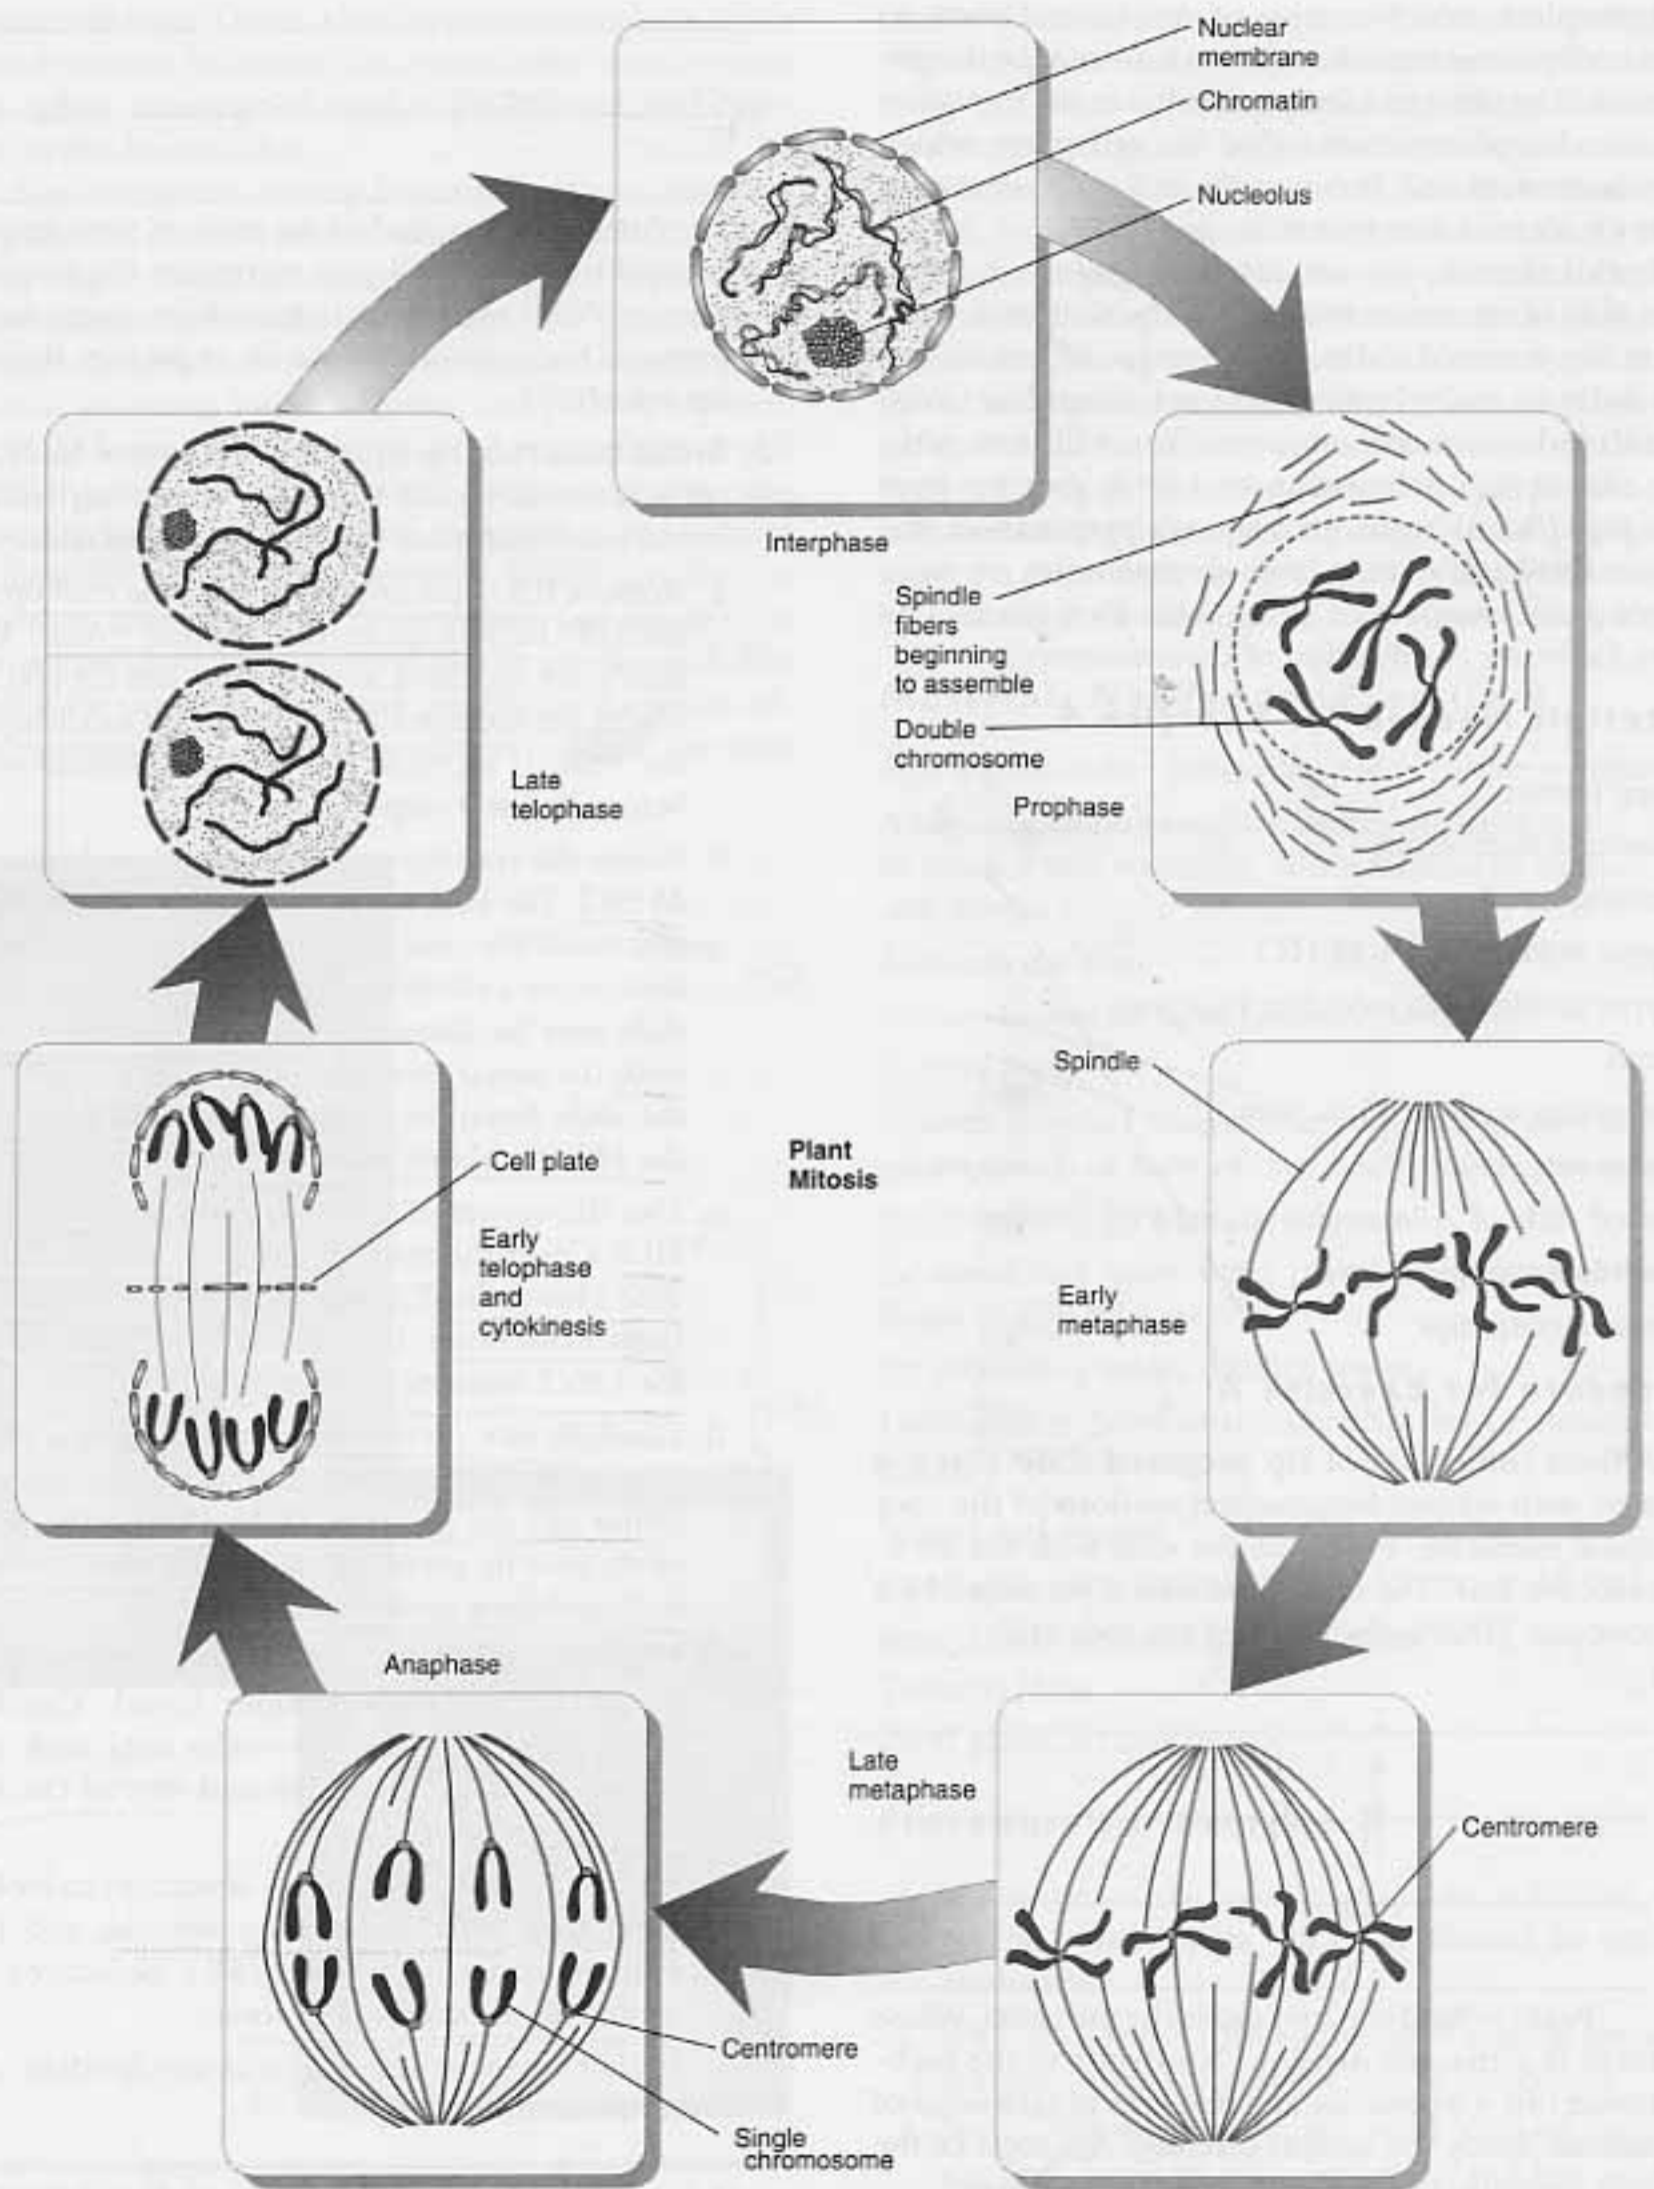 Nuclear
membrane
Chromatin
Nucleolus
Interphase
Spindle
fibers
beginning
to assemble
Double
chromosome
Prophase
Late
telophase
Spindle
Cell plate
Plant
Mitosis
Early
telophase
and
cytokinesis
Early
metaphase
Anaphase
Late
metaphase
Centromere
Centromere
Single
chromosome